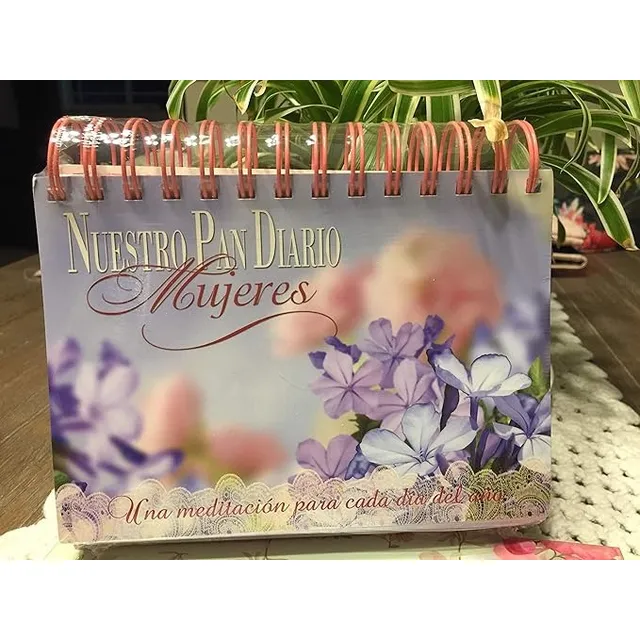 NUESTRO PAN DIARIO
Mujeres
Una meditación para cada día del año.